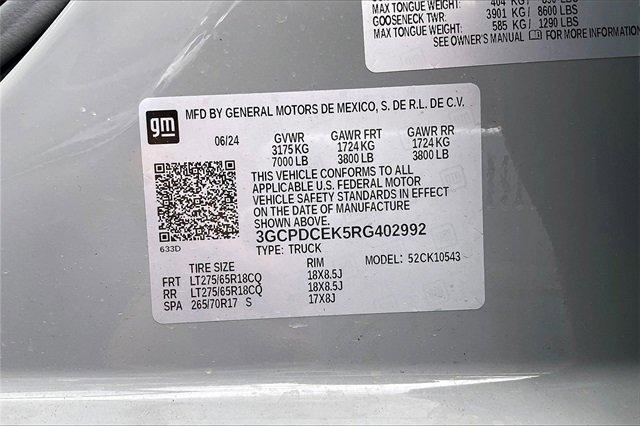 MAX TONGUE WEIGHT: 404 KG / 890 LBS
GOOSENECK TWR: 3901 KG / 8600 LBS
MAX TONGUE WEIGHT: 585 KG / 1290 LBS
SEE OWNER'S MANUAL FOR MORE INFORMATION
gm
MFD BY GENERAL MOTORS DE MEXICO, S. DE R.L. DE C.V.
06/24 GVWR GAWR FRT GAWR RR
3175 KG 1724 KG 1724 KG
7000 LB 3800 LB 3800 LB
THIS VEHICLE CONFORMS TO ALL
APPLICABLE U.S. FEDERAL MOTOR
VEHICLE SAFETY STANDARDS IN EFFECT
ON THE DATE OF MANUFACTURE
SHOWN ABOVE.
633D
3GCPDCEK5RG402992
TYPE: TRUCK
MODEL: 52CK10543
TIRE SIZE RIM
FRT LT275/65R18CQ 18X8.5J
RR LT275/65R18CQ 18X8.5J
SPA 265/70R17 S 17X8J